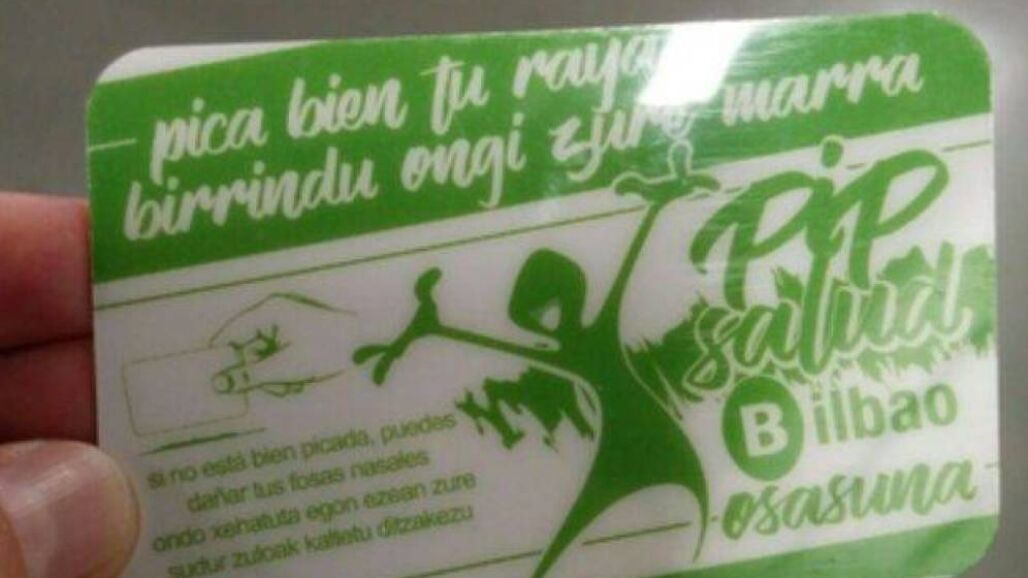 pica bien tu raya
birrindu ongi zure marra
PiP
salud
Bilbao
osasuna
si no está bien picada, puedes
dañar tus fosas nasales
ondo xehatuta egon ezean zure
sudur zuloak kaltetu ditzakezu